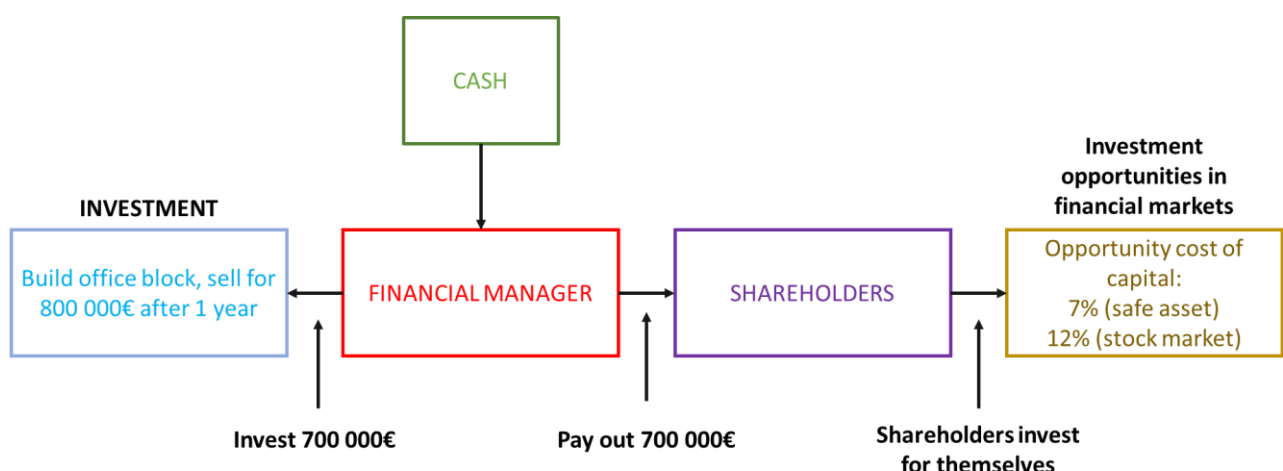 CASH
INVESTMENT
Build office block, sell for
800 000€ after 1 year
FINANCIAL MANAGER
SHAREHOLDERS
Investment
opportunities in
financial markets
Opportunity cost of
capital:
7% (safe asset)
12% (stock market)
Invest 700 000€
Pay out 700 000€
Shareholders invest
for themselves